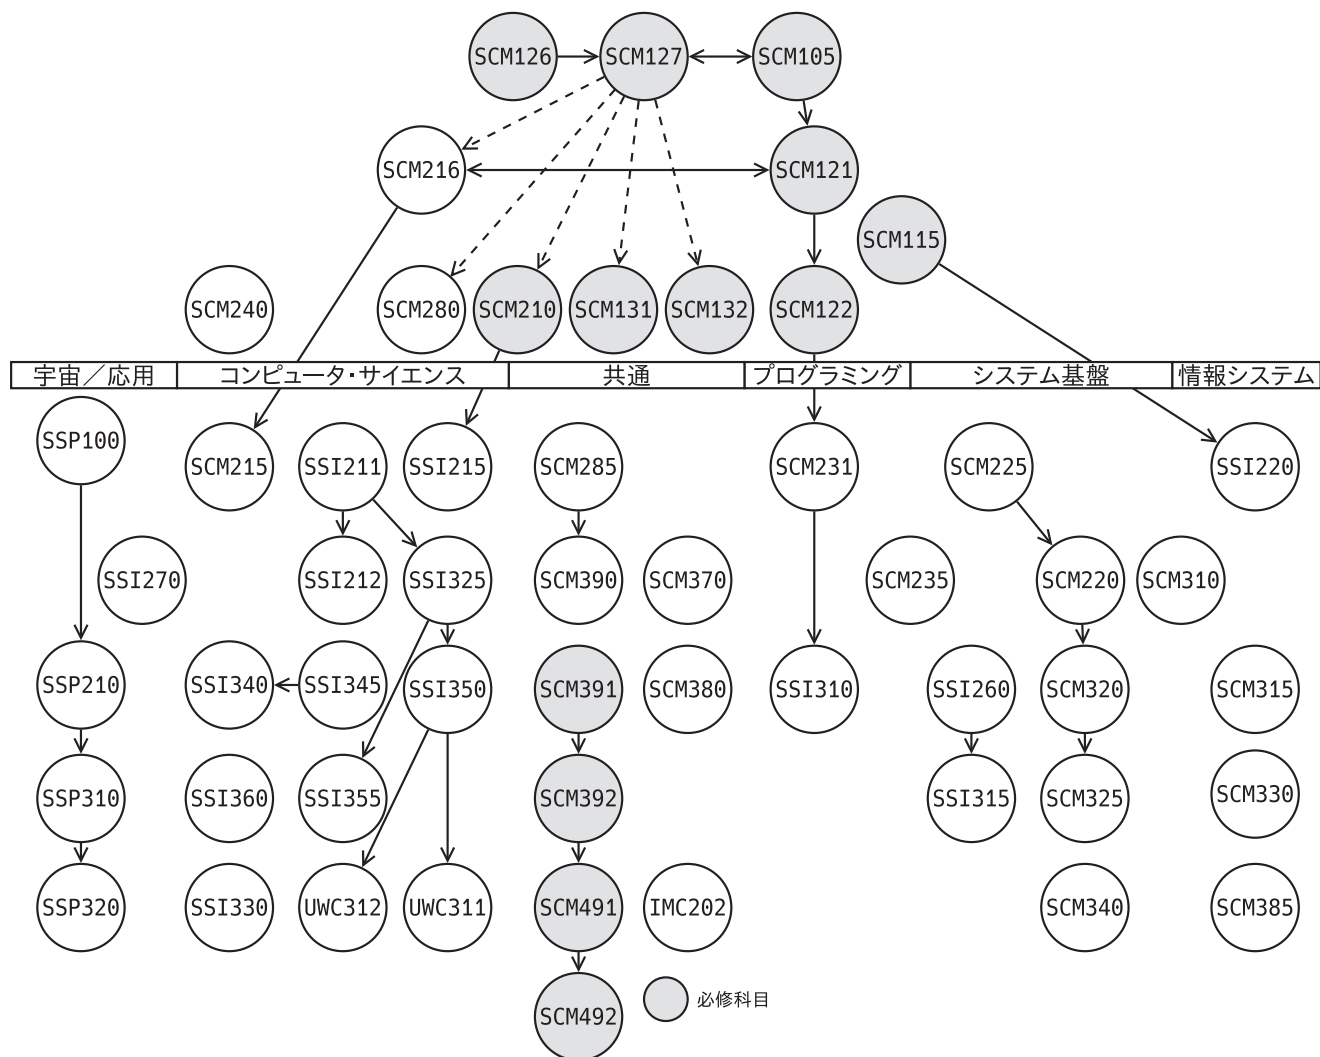 SCM126 SCM127 SCM105
SCM216 SCM121
SCM115
SCM240 SCM280 SCM210 SCM131 SCM132 SCM122
宇宙／応用 コンピュータ・サイエンス 共通 プログラミング システム基盤 情報システム
SSP100
SCM215 SSI211 SSI215 SCM285 SCM231 SCM225 SSI220
SSI270 SSI212 SSI325 SCM390 SCM370 SCM235 SCM220 SCM310
SSP210 SSI340 SSI345 SSI350 SCM391 SCM380 SSI310 SSI260 SCM320 SCM315
SSP310 SSI360 SSI355 SCM392 SSI315 SCM325 SCM330
SSP320 SSI330 UWC312 UWC311 SCM491 IMC202 SCM340 SCM385
SCM492 必修科目